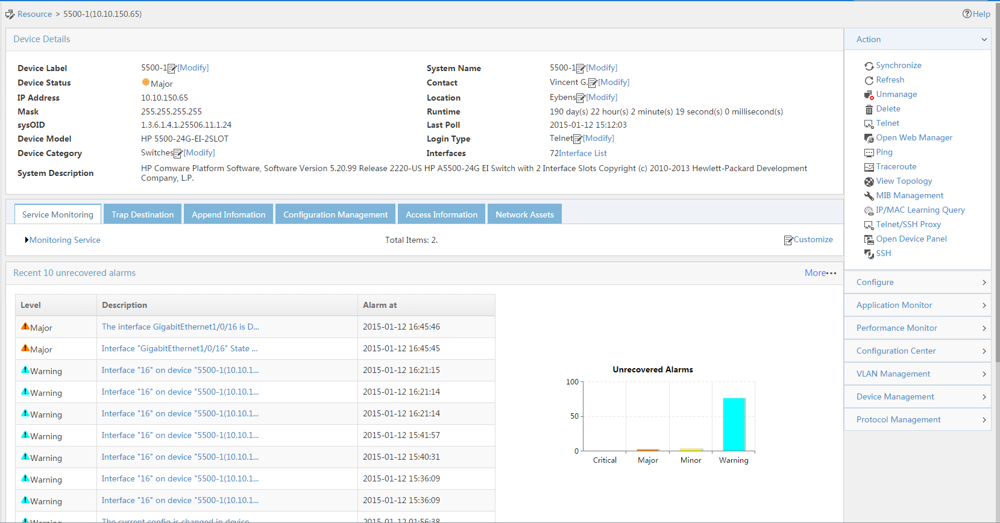 Resource > 5500-1(10.10.150.65)
Help
Device Details
Device Label 5500-1[Modify] System Name 5500-1[Modify]
Device Status Major Contact Vincent G.[Modify]
IP Address 10.10.150.65 Location Eybens[Modify]
Mask 255.255.255.255 Runtime 190 day(s) 22 hour(s) 2 minute(s) 19 second(s) 0 millisecond(s)
sysOID 1.3.6.1.4.1.25506.11.1.24 Last Poll 2015-01-12 15:12:03
Device Model HP 5500-24G-EI-2SLOT Login Type Telnet[Modify]
Device Category Switches[Modify] Interfaces 72Interface List
System Description HP Comware Platform Software, Software Version 5.20.99 Release 2220-US HP A5500-24G EI Switch with 2 Interface Slots Copyright (c) 2010-2013 Hewlett-Packard Development
Company, L.P.
Service Monitoring Trap Destination Append Infomation Configuration Management Access Information Network Assets
Monitoring Service Total Items: 2. Customize
Recent 10 unrecovered alarms More
Level Description Alarm at
Major The interface GigabitEthernet1/0/16 is D... 2015-01-12 16:45:46
Major Interface "GigabitEthernet1/0/16" State ... 2015-01-12 16:45:45
Warning Interface "16" on device "5500-1(10.10.1... 2015-01-12 16:21:15
Warning Interface "16" on device "5500-1(10.10.1... 2015-01-12 16:21:14
Warning Interface "16" on device "5500-1(10.10.1... 2015-01-12 16:21:14
Warning Interface "16" on device "5500-1(10.10.1... 2015-01-12 15:41:57
Warning Interface "16" on device "5500-1(10.10.1... 2015-01-12 15:40:31
Warning Interface "16" on device "5500-1(10.10.1... 2015-01-12 15:36:09
Warning Interface "16" on device "5500-1(10.10.1... 2015-01-12 15:36:09
Warning The current config is changed in device 2015-01-12 01:56:38
Unrecovered Alarms
100
50
0
Critical Major Minor Warning
Action
Synchronize
Refresh
Unmanage
Delete
Telnet
Open Web Manager
Ping
Traceroute
View Topology
MIB Management
IP/MAC Learning Query
Telnet/SSH Proxy
Open Device Panel
SSH
Configure
Application Monitor
Performance Monitor
Configuration Center
VLAN Management
Device Management
Protocol Management